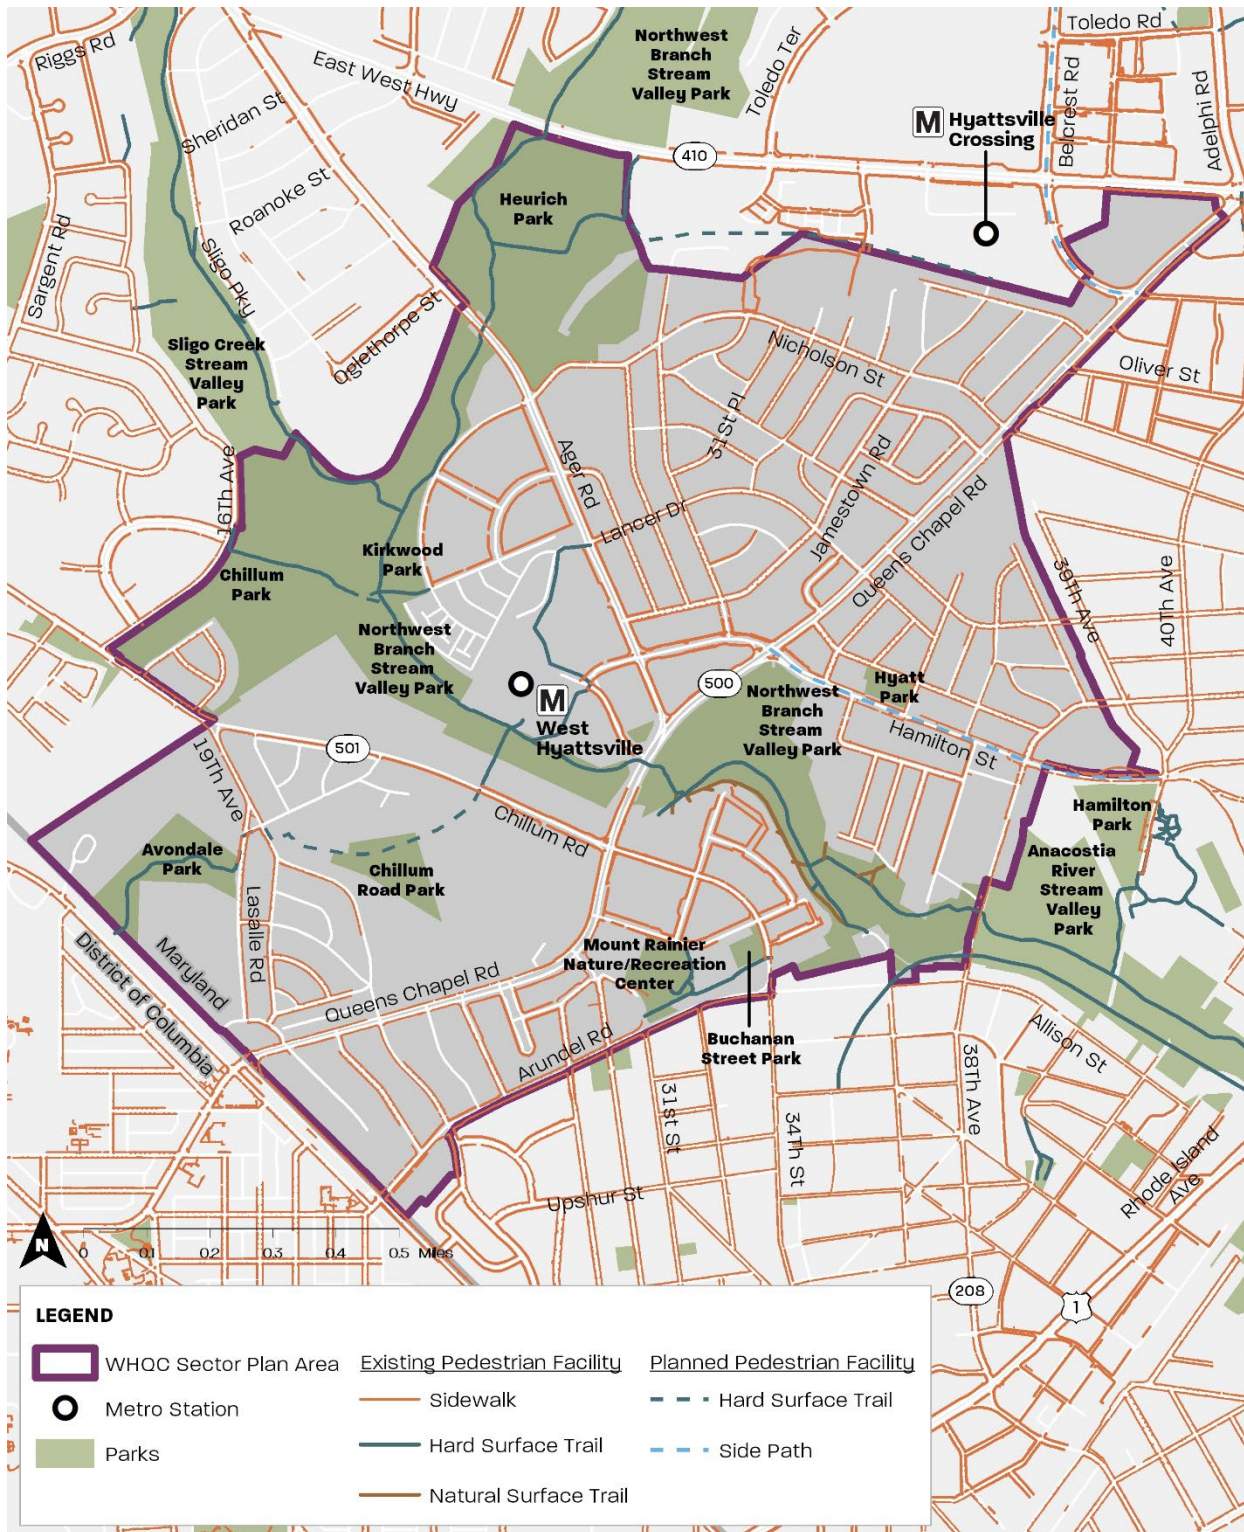 Toledo Rd
Riggs Rd
Northwest
Branch
Stream
Valley Park
Toledo Ter
East West Hwy
Belcrest Rd
Adelphi Rd
M Hyattsville
Crossing
Sheridan St
410
Roanoke St
Heurich
Park
Sargent Rd
Sligo Pky
Oglethorpe St
Sligo Creek
Stream
Valley
Park
Nicholson St
Oliver St
31St Pl
Ager Rd
16Th Ave
Lancer Dr
Jamestown Rd
Queens Chapel Rd
Kirkwood
Park
Chillum
Park
39Th Ave
40Th Ave
Northwest
Branch
Stream
Valley Park
M
West
Hyattsville
500
Northwest
Branch
Stream
Valley Park
Hyatt
Park
Hamilton St
501
19Th Ave
Chillum Rd
Hamilton
Park
Avondale
Park
Chillum
Road Park
Anacostia
River
Stream
Valley
Park
Lasalle Rd
Maryland
District of Columbia
Queens Chapel Rd
Mount Rainier
Nature/Recreation
Center
Arundel Rd
Buchanan
Street Park
Allison St
38Th Ave
31st St
34Th St
Upshur St
Rhode Island
Ave
N
0 0.1 0.2 0.3 0.4 0.5 Miles
208
1
LEGEND
WHQC Sector Plan Area
Metro Station
Parks
Existing Pedestrian Facility
Sidewalk
Hard Surface Trail
Natural Surface Trail
Planned Pedestrian Facility
Hard Surface Trail
Side Path